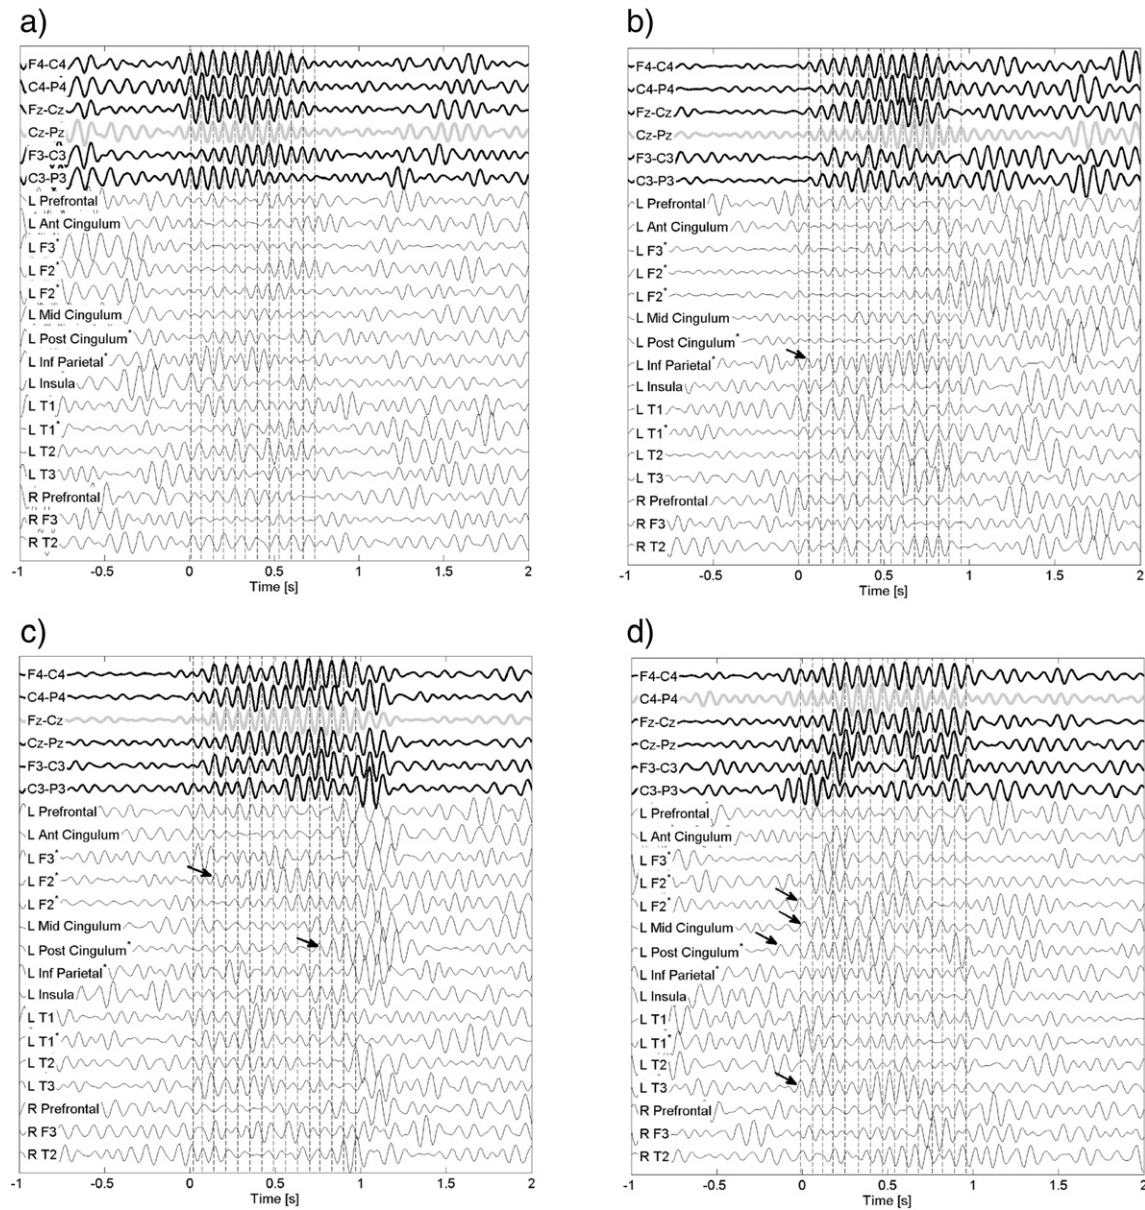 a)
F4-C4
C4-P4
Fz-Cz
Cz-Pz
F3-C3
C3-P3
L Prefrontal
L Ant Cingulum
L F3*
L F2*
L F2*
L Mid Cingulum
L Post Cingulum*
L Inf Parietal*
L Insula
L T1
L T1*
L T2
L T3
R Prefrontal
R F3
R T2
-1 -0.5 0 0.5 1 1.5 2
Time [s]
b)
F4-C4
C4-P4
Fz-Cz
Cz-Pz
F3-C3
C3-P3
L Prefrontal
L Ant Cingulum
L F3*
L F2*
L F2*
L Mid Cingulum
L Post Cingulum*
L Inf Parietal*
L Insula
L T1
L T1*
L T2
L T3
R Prefrontal
R F3
R T2
-1 -0.5 0 0.5 1 1.5 2
Time [s]
c)
F4-C4
C4-P4
Fz-Cz
Cz-Pz
F3-C3
C3-P3
L Prefrontal
L Ant Cingulum
L F3*
L F2*
L F2*
L Mid Cingulum
L Post Cingulum*
L Inf Parietal*
L Insula
L T1
L T1*
L T2
L T3
R Prefrontal
R F3
R T2
-1 -0.5 0 0.5 1 1.5 2
Time [s]
d)
F4-C4
C4-P4
Fz-Cz
Cz-Pz
F3-C3
C3-P3
L Prefrontal
L Ant Cingulum
L F3*
L F2*
L F2*
L Mid Cingulum
L Post Cingulum*
L Inf Parietal*
L Insula
L T1
L T1*
L T2
L T3
R Prefrontal
R F3
R T2
-1 -0.5 0 0.5 1 1.5 2
Time [s]